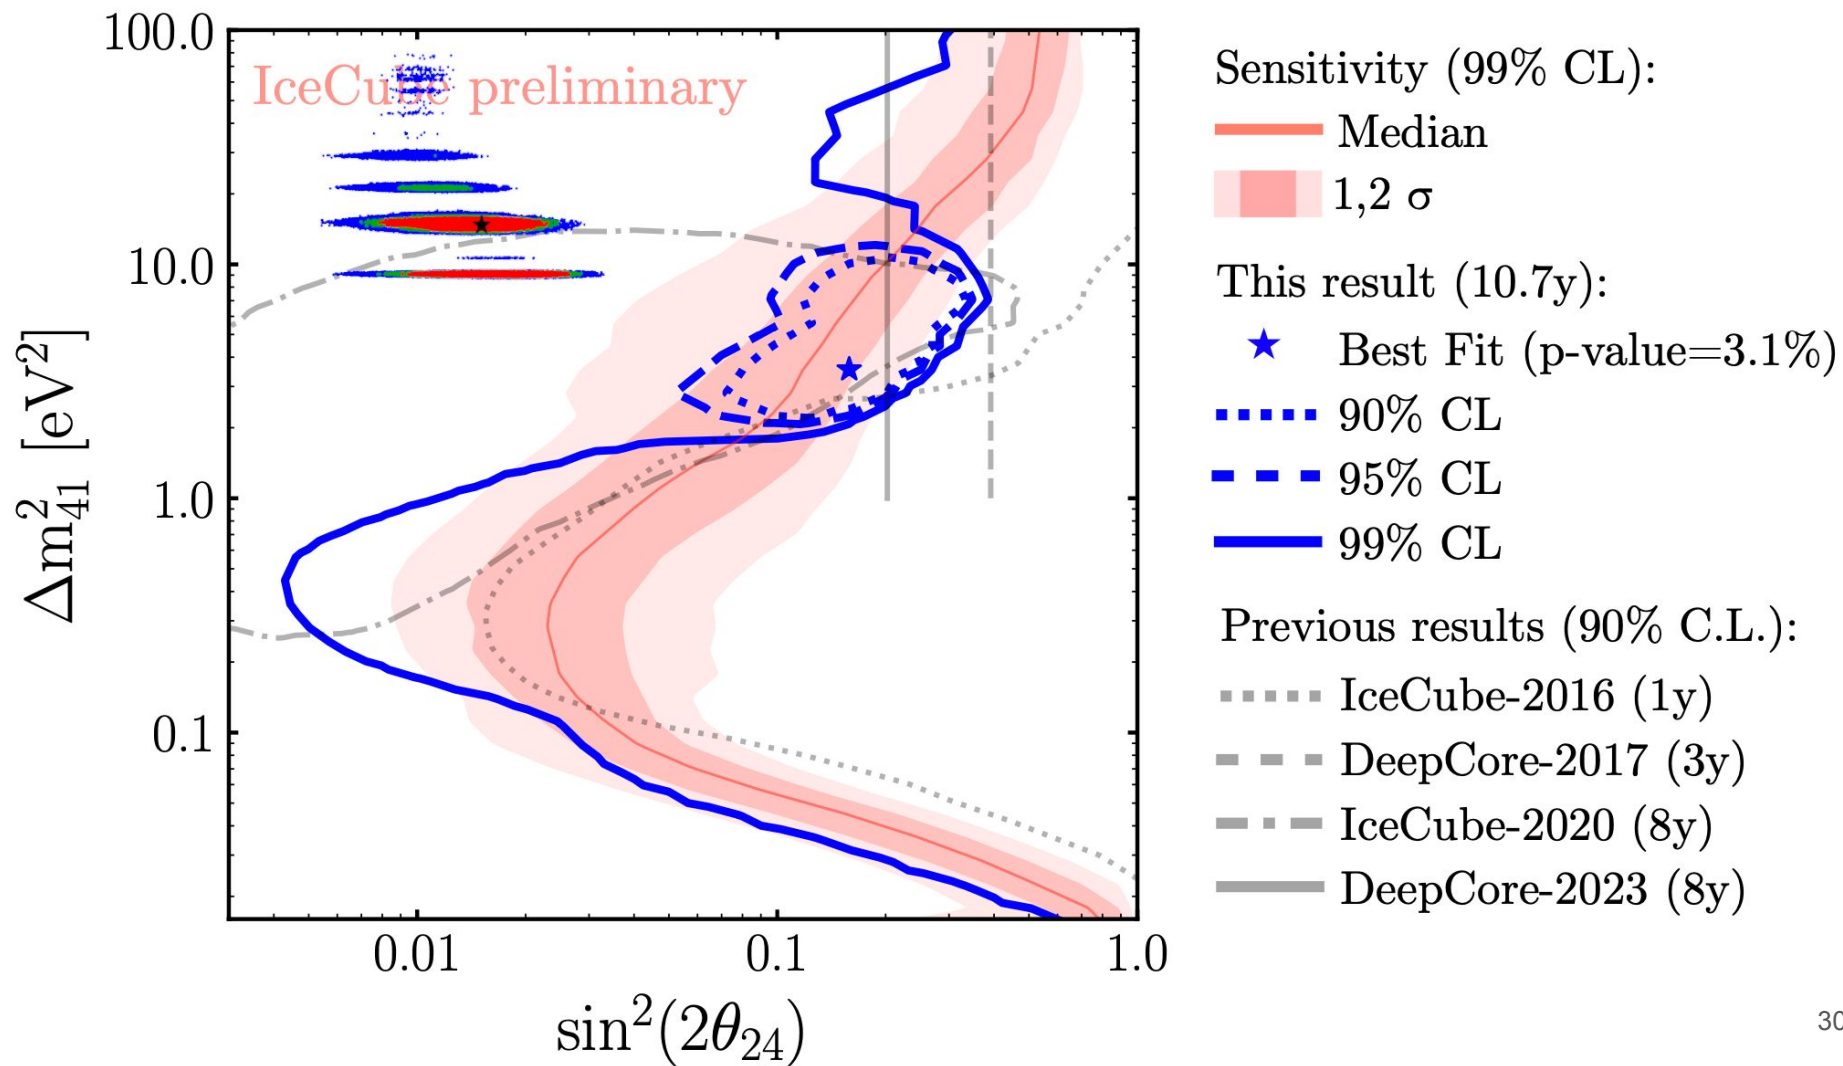 100.0
10.0
1.0
0.1
Δm²₄₁ [eV²]
IceCube preliminary
0.01
0.1
1.0
sin²(2θ₂₄)
Sensitivity (99% CL):
Median
1,2 σ
This result (10.7y):
Best Fit (p-value=3.1%)
90% CL
95% CL
99% CL
Previous results (90% C.L.):
IceCube-2016 (1y)
DeepCore-2017 (3y)
IceCube-2020 (8y)
DeepCore-2023 (8y)
30